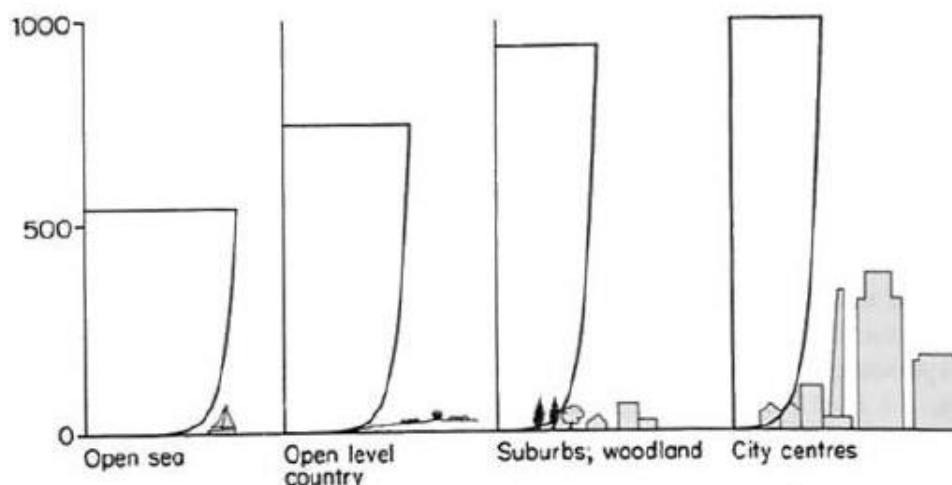 1000
500
0
Open sea
Open level
country
Suburbs; woodland
City centres